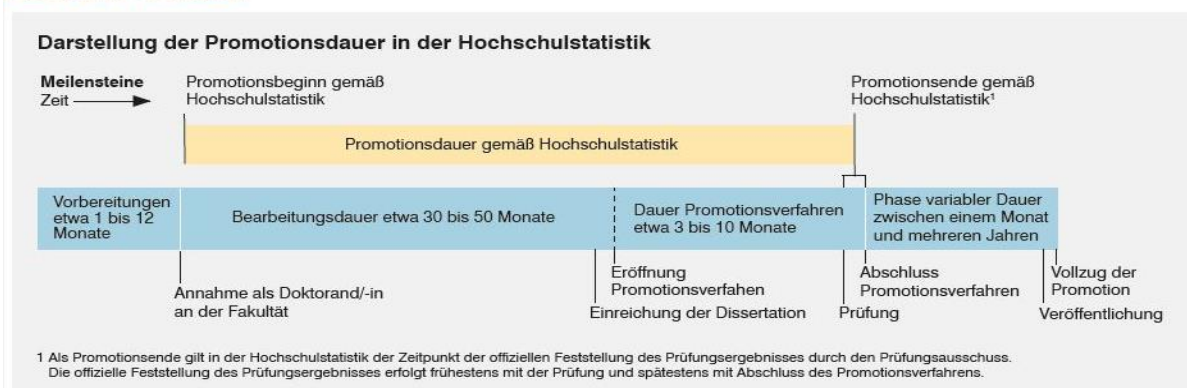 Darstellung der Promotionsdauer in der Hochschulstatistik
Meilensteine
Zeit
Promotionsbeginn gemäß
Hochschulstatistik
Promotionsende gemäß
Hochschulstatistik¹
Promotionsdauer gemäß Hochschulstatistik
Vorbereitungen
etwa 1 bis 12
Monate
Bearbeitungsdauer etwa 30 bis 50 Monate
Dauer Promotionsverfahren
etwa 3 bis 10 Monate
Phase variabler Dauer
zwischen einem Monat
und mehreren Jahren
Annahme als Doktorand/-in
an der Fakultät
Eröffnung
Promotionsverfahen
Einreichung der Dissertation
Abschluss
Promotionsverfahren
Prüfung
Vollzug der
Promotion
Veröffentlichung
1 Als Promotionsende gilt in der Hochschulstatistik der Zeitpunkt der offiziellen Feststellung des Prüfungsergebnisses durch den Prüfungsausschuss.
Die offizielle Feststellung des Prüfungsergebnisses erfolgt frühestens mit der Prüfung und spätestens mit Abschluss des Promotionsverfahrens.